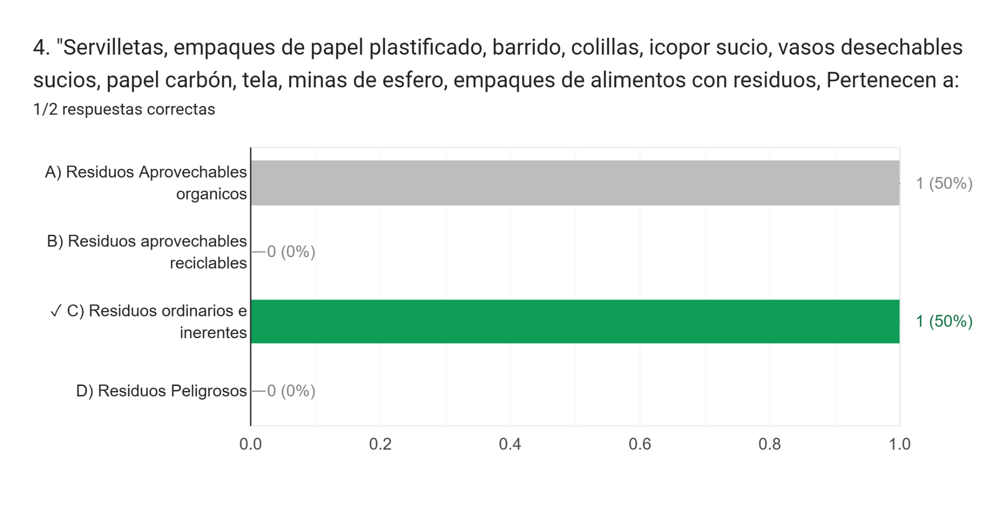 4. "Servilletas, empaques de papel plastificado, barrido, colillas, icopor sucio, vasos desechables
sucios, papel carbón, tela, minas de esfero, empaques de alimentos con residuos, Pertenecen a:
1/2 respuestas correctas
A) Residuos Aprovechables
organicos
1 (50%)
B) Residuos aprovechables
reciclables
0 (0%)
✓ C) Residuos ordinarios e
inerentes
1 (50%)
D) Residuos Peligrosos
0 (0%)
0.0 0.2 0.4 0.6 0.8 1.0